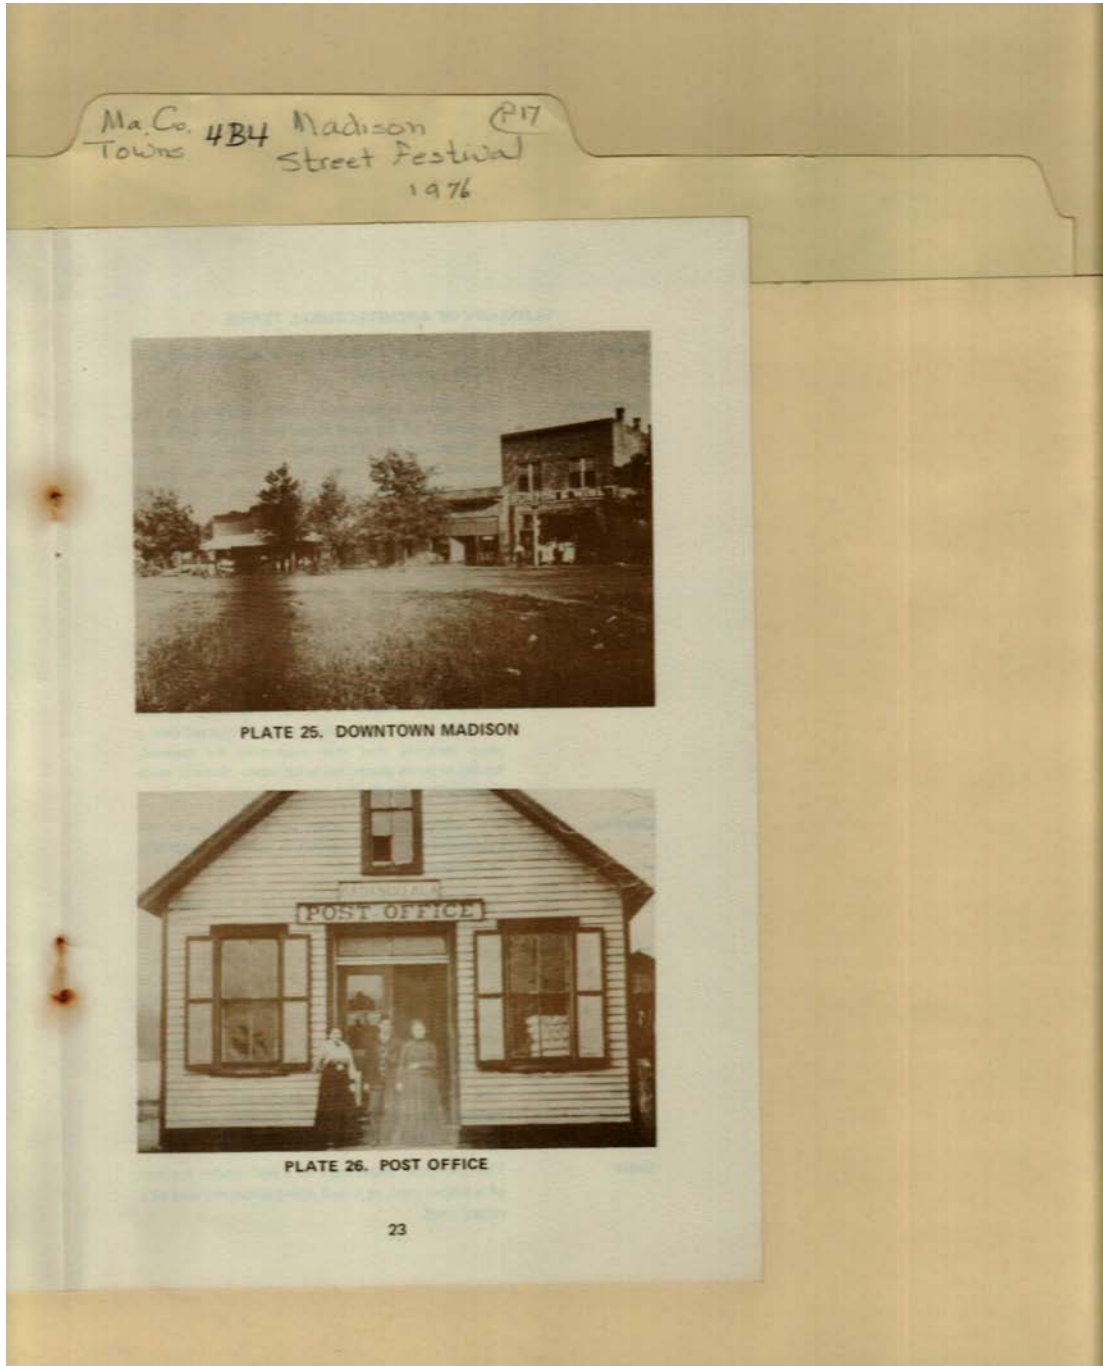 Ma. Co. 4B4 Madison P17
Towns Street Festival
1976
PLATE 25. DOWNTOWN MADISON
POST OFFICE
PLATE 26. POST OFFICE
23